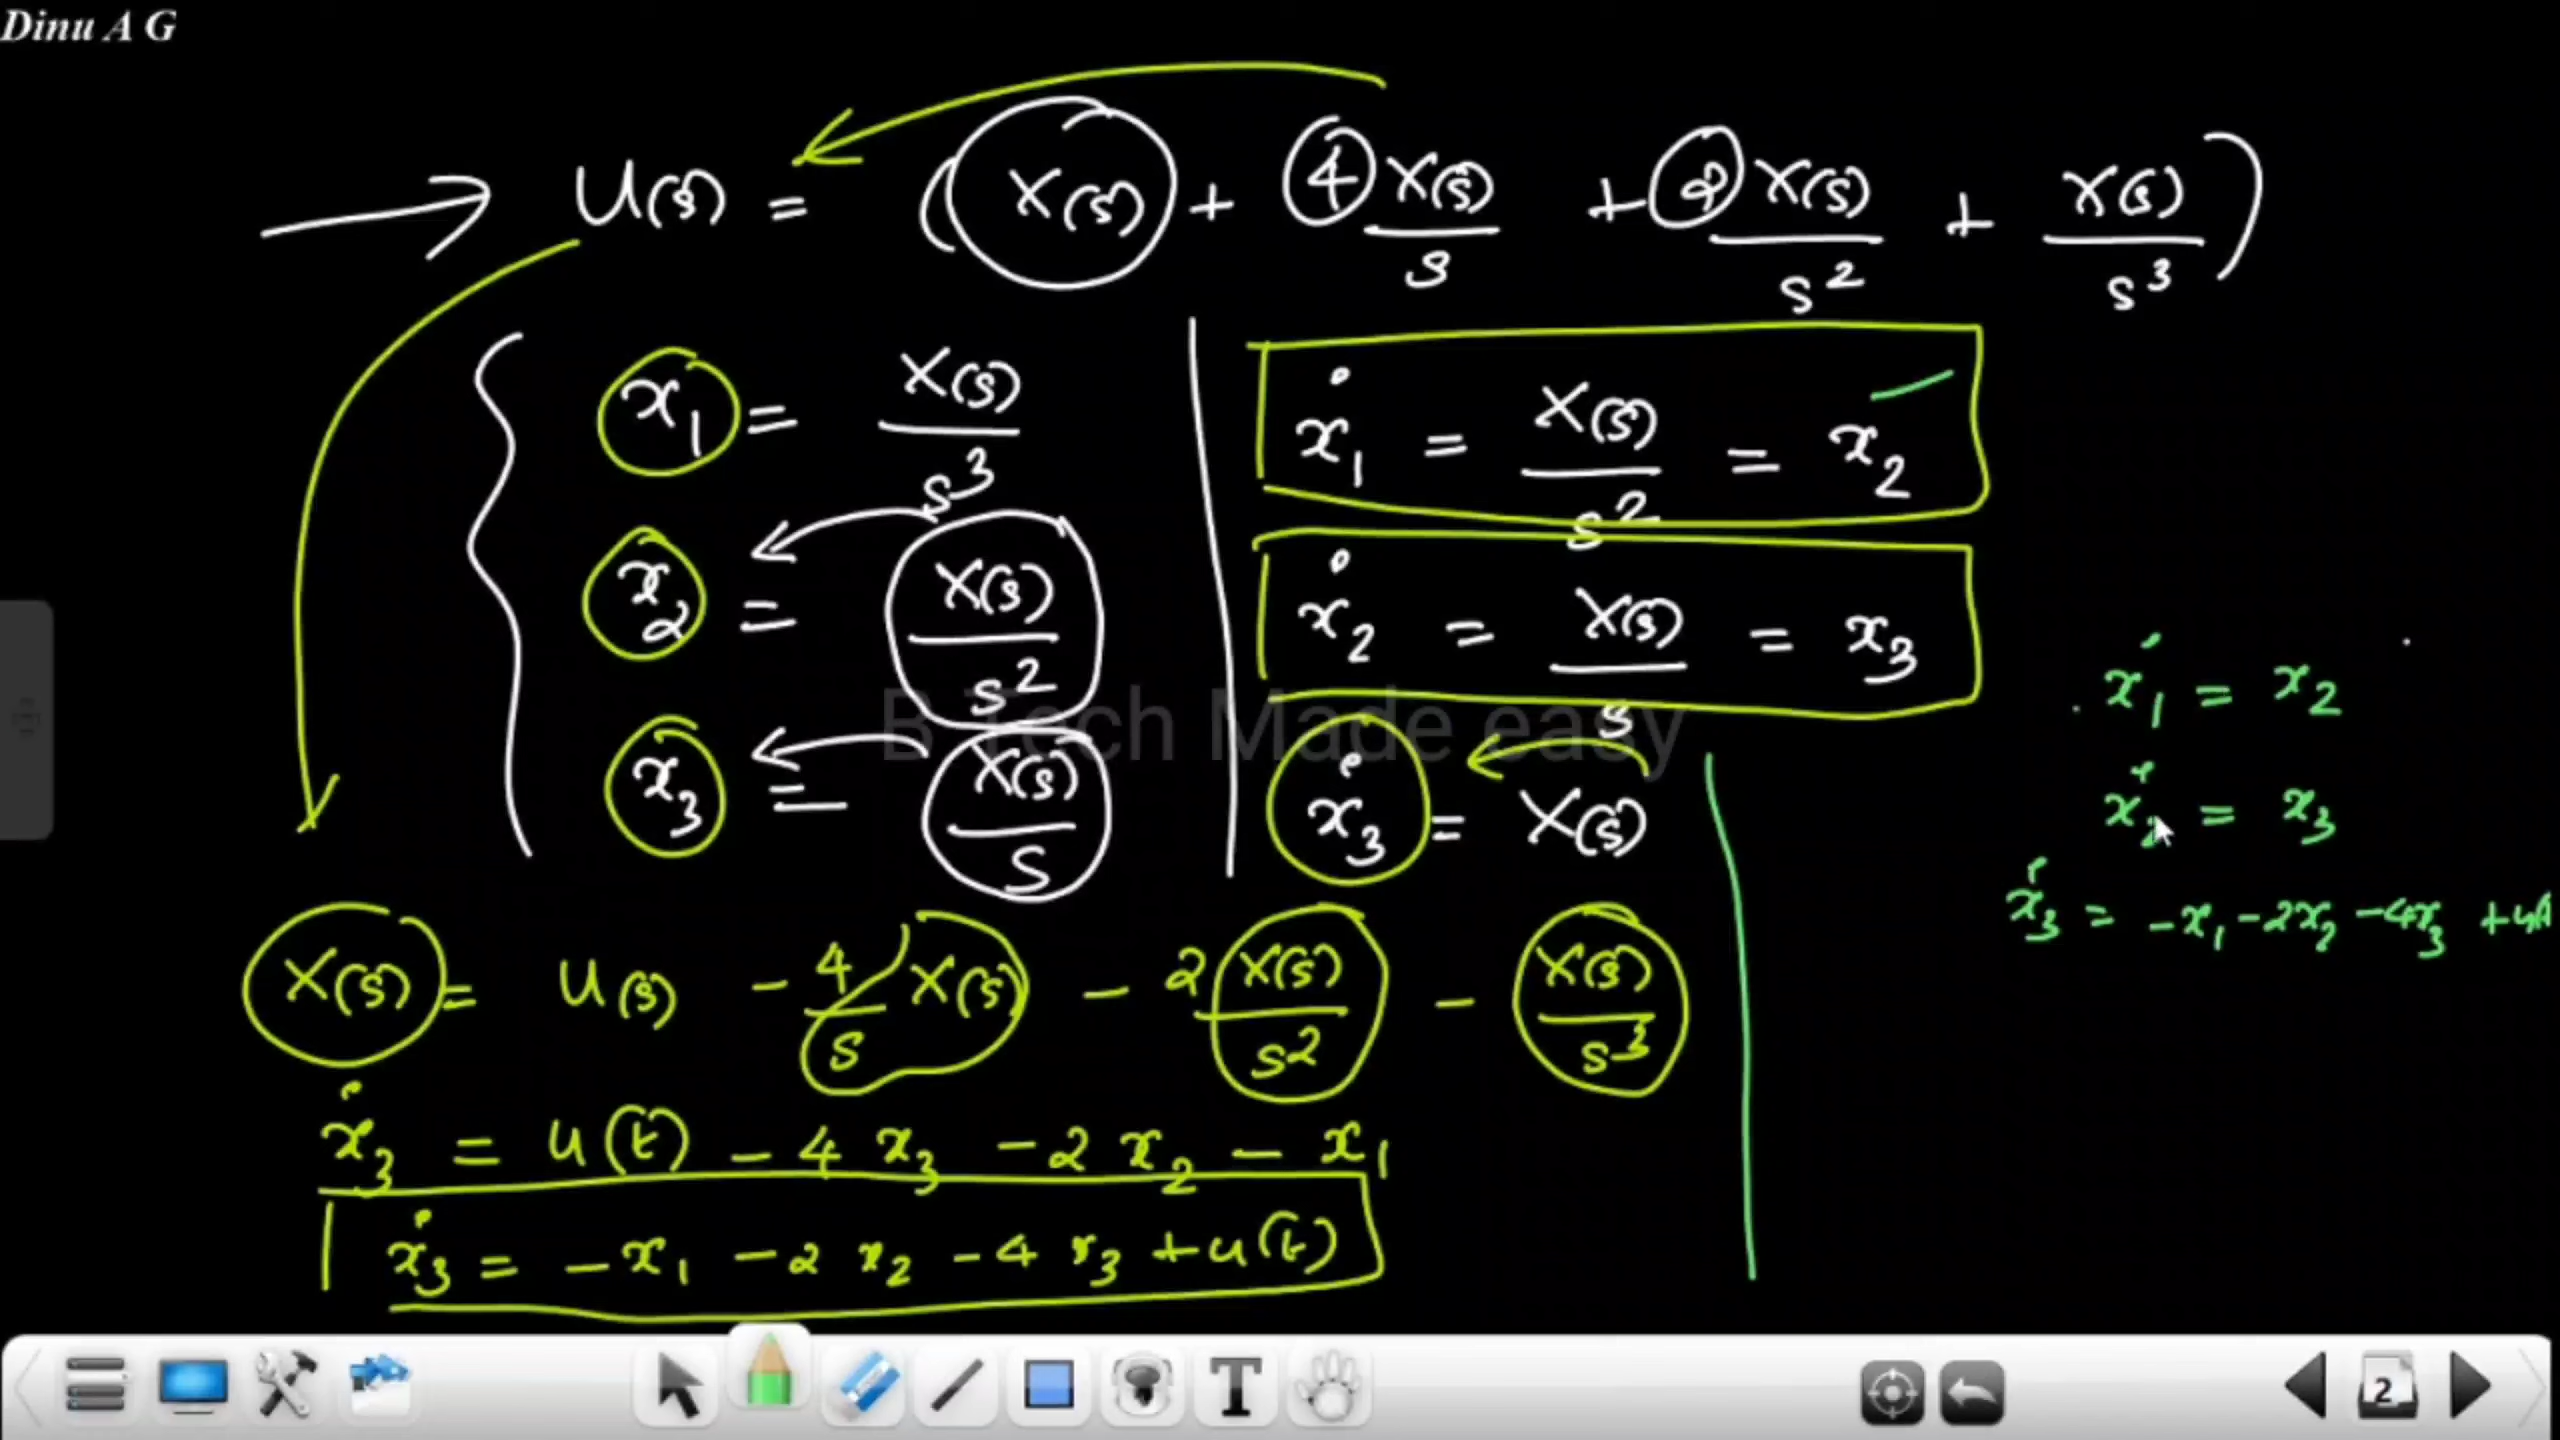 Dinu A G
U(s) = (X(s) + 4 X(s)/s + 2 X(s)/s² + X(s)/s³)
x₁ = X(s)/s³
ẋ₁ = X(s)/s² = x₂
x₂ = X(s)/s²
ẋ₂ = X(s)/s = x₃
x₃ = X(s)/s
ẋ₃ = X(s)
B Tech Made easy
ẋ₁ = x₂
ẋ₂ = x₃
ẋ₃ = -x₁ -2x₂ -4x₃ +u
X(s) = U(s) - 4/s X(s) - 2 X(s)/s² - X(s)/s³
ẋ₃ = u(t) - 4 x₃ - 2 x₂ - x₁
ẋ₃ = -x₁ - 2 x₂ - 4 x₃ + u(t)
T
2